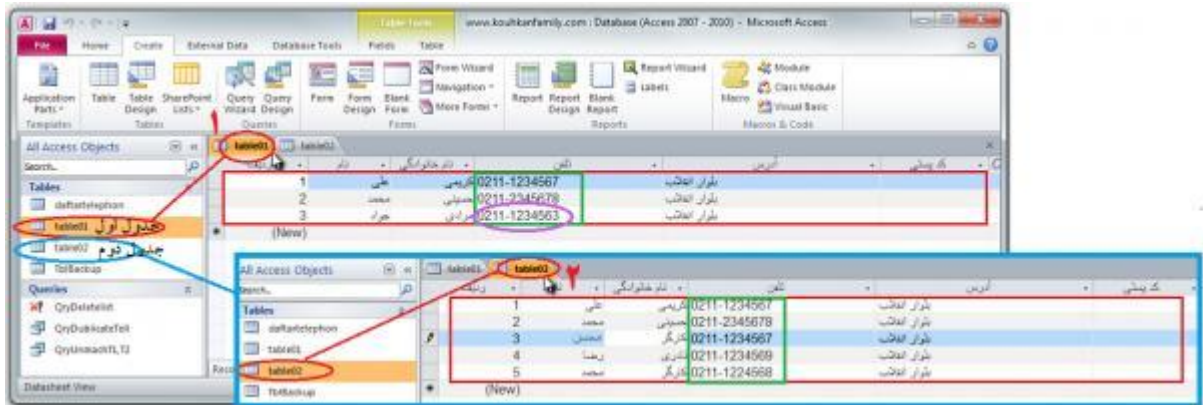 Table Tools
www.kouhkanfamily.com : Database (Access 2007 - 2010) - Microsoft Access
File Home Create External Data Database Tools Fields Table
Application Parts Table Table Design SharePoint Lists Query Wizard Query Design Form Form Design Blank Form Form Wizard Navigation More Forms Report Report Design Blank Report Report Wizard Labels Macro Module Class Module Visual Basic
Templates Tables Queries Forms Reports Macros & Code
۱
All Access Objects
table01 table02
Search..
نام نام خانوادگی تلفن آدرس کد پستی
Tables
daftartelephon
table01 جدول اول
table02 جدول دوم
TblBackup
Queries
QryDeletelist
QryDublicateTell
QryUnmach1,T2
Datasheet View
1 علی کریمی 0211-1234567 بلوار انقلاب
2 محمد حسینی 0211-2345678 بلوار انقلاب
3 جواد مرادی 0211-1234563 بلوار انقلاب
(New)
All Access Objects
table01 table02 ۲
Search..
ردیف نام خانوادگی تلفن آدرس کد پستی
Tables
daftartelephon
table01
table02
TblBackup
1 علی کریمی 0211-1234567 بلوار انقلاب
2 محمد حسینی 0211-2345678 بلوار انقلاب
3 محسن کارگر 0211-1234567 بلوار انقلاب
4 رضا نادری 0211-1234569 بلوار انقلاب
5 محمد کارگر 0211-1224568 بلوار انقلاب
(New)